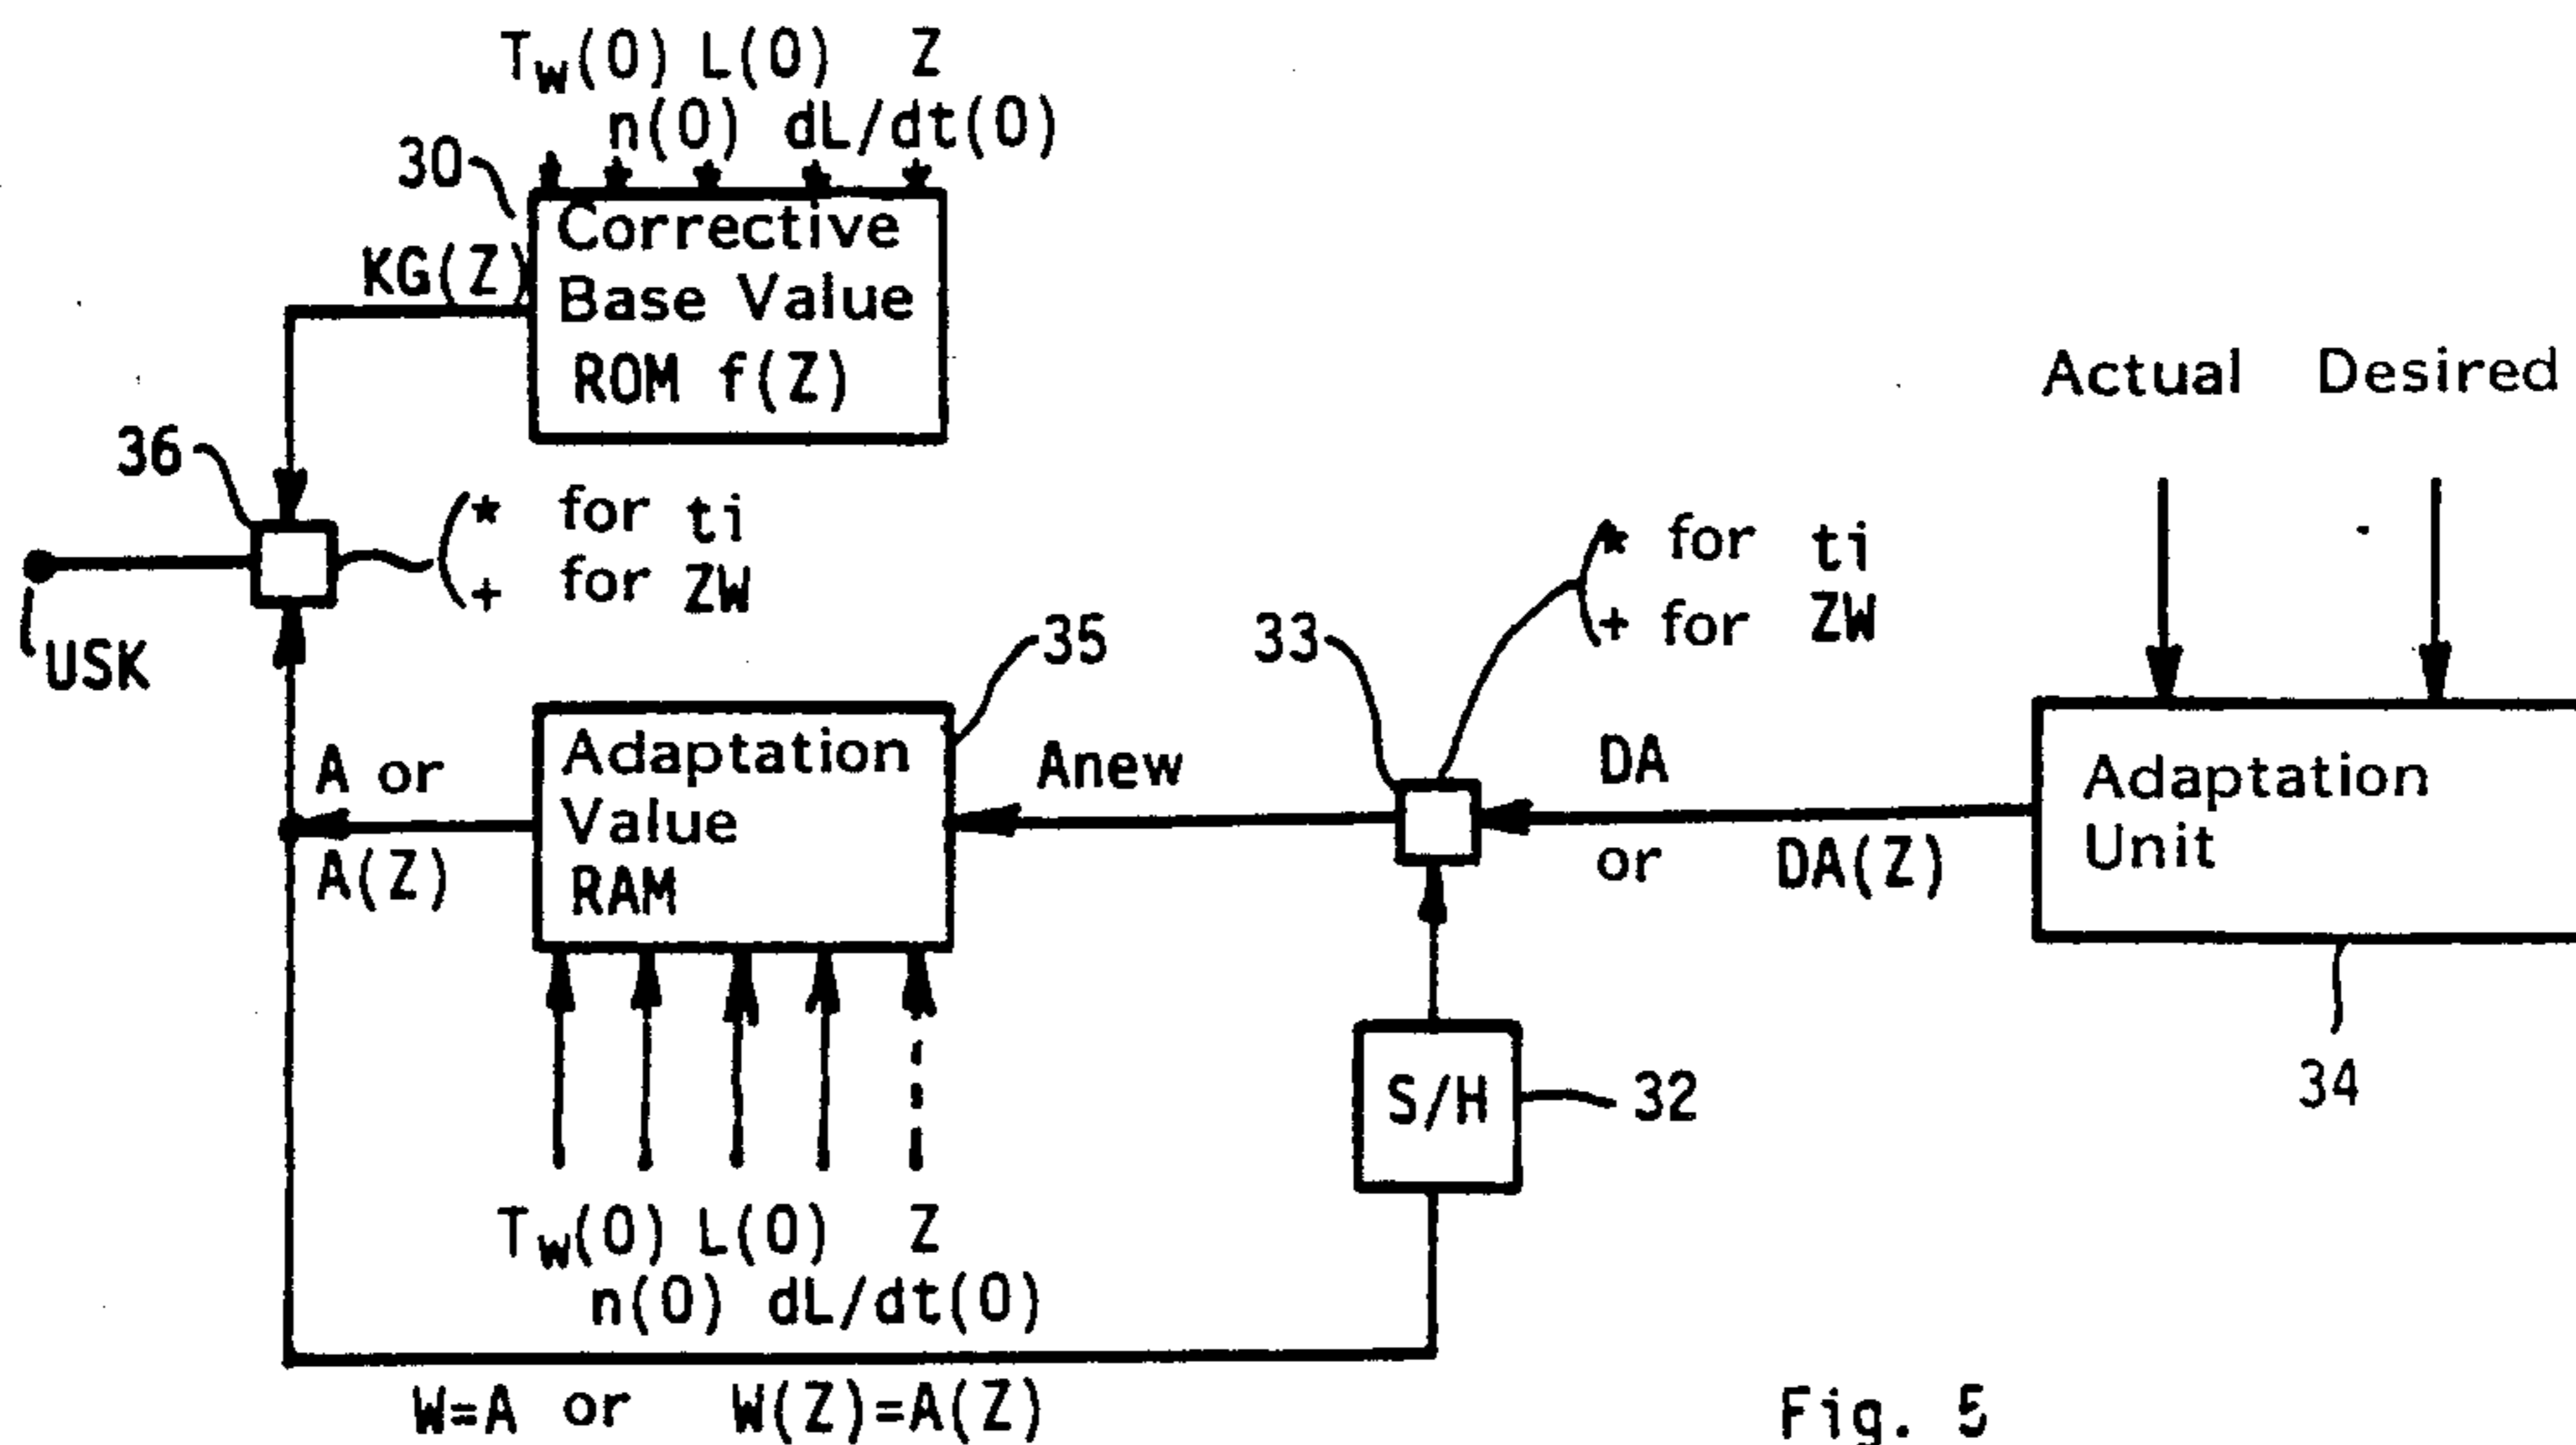 Tw(0) L(0) Z
n(0) dL/dt(0)
30
Corrective
Base Value
ROM f(Z)
KG(Z)
36
* for ti
+ for ZW
USK
Actual Desired
* for ti
+ for ZW
33
35
Adaptation
Value
RAM
A or
A(Z)
Anew
DA
or DA(Z)
Adaptation
Unit
34
S/H
32
Tw(0) L(0) Z
n(0) dL/dt(0)
W=A or W(Z)=A(Z)
Fig. 5